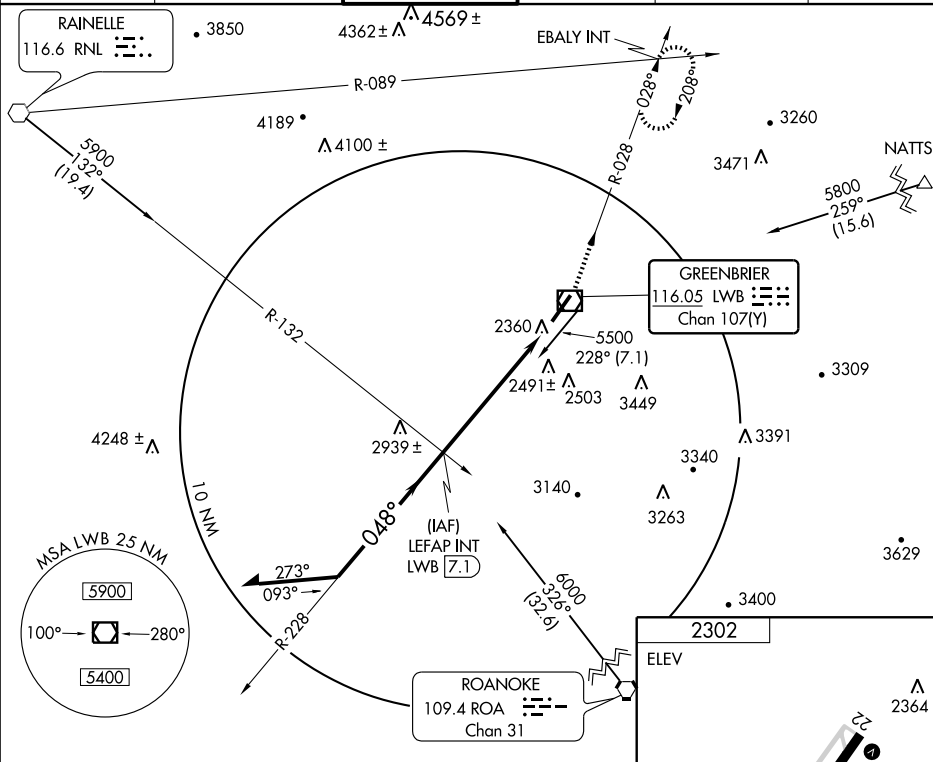 4569 ±
4362 ±
3850
RAINELLE
116.6 RNL
EBALY INT
R-089
028°
208°
4189
4100 ±
3260
3471
NATTS
5900
132°
(19.4)
R-028
5800
259°
(15.6)
GREENBRIER
116.05 LWB
Chan 107(Y)
R-132
2360
5500
228° (7.1)
2491±
2503
3449
3309
4248 ±
2939 ±
3391
3340
10 NM
3140
3263
048°
(IAF)
LEFAP INT
LWB 7.1
3629
MSA LWB 25 NM
5900
100°
280°
5400
273°
093°
R-228
6000
326°
(32.6)
3400
2302
ELEV
ROANOKE
109.4 ROA
Chan 31
2364
22
V